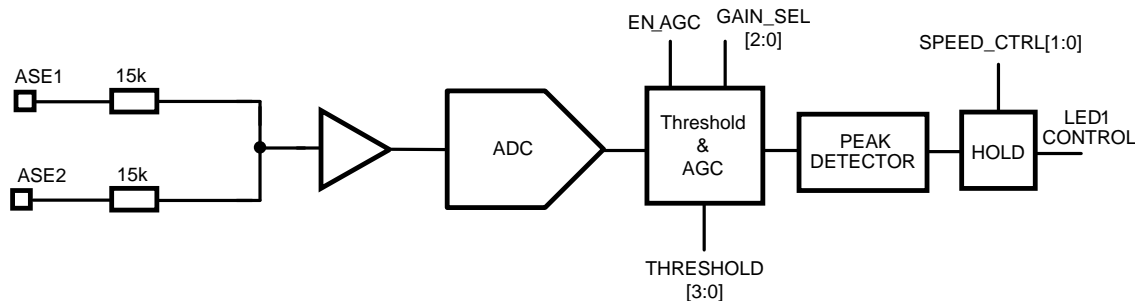 EN_AGC
GAIN_SEL
[2:0]
SPEED_CTRL[1:0]
ASE1
15k
ASE2
15k
ADC
Threshold
&
AGC
PEAK
DETECTOR
HOLD
LED1
CONTROL
THRESHOLD
[3:0]